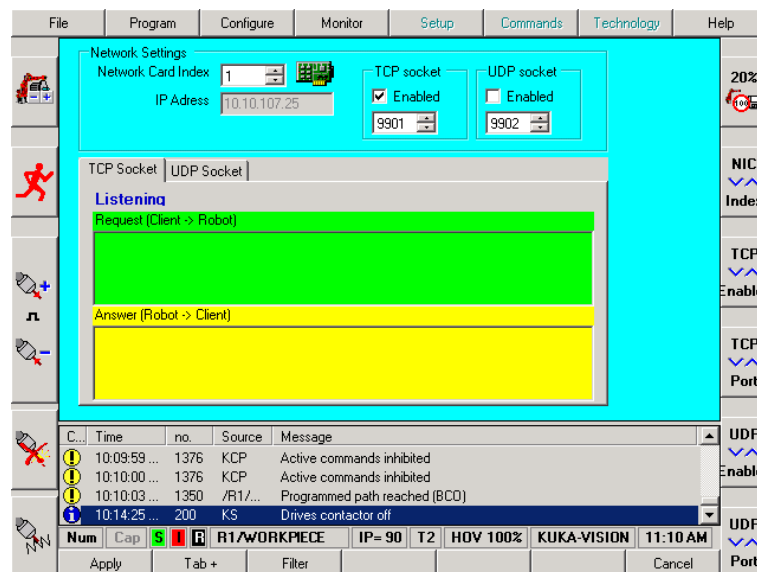 File Program Configure Monitor Setup Commands Technology Help
Network Settings
Network Card Index 1
IP Adress 10.10.107.25
TCP socket
Enabled
9901
UDP socket
Enabled
9902
20%
100
NIC
Index
TCP
Enable
TCP
Port
UDP
Enable
UDP
Port
TCP Socket UDP Socket
Listening
Request (Client -> Robot)
Answer (Robot -> Client)
C... Time no. Source Message
10:09:59 ... 1376 KCP Active commands inhibited
10:10:00 ... 1376 KCP Active commands inhibited
10:10:03 ... 1350 /R1/... Programmed path reached (BCO)
10:14:25 ... 200 KS Drives contactor off
Num Cap S I R R1/WORKPIECE IP= 90 T2 HOV 100% KUKA-VISION 11:10 AM
Apply Tab + Filter Cancel